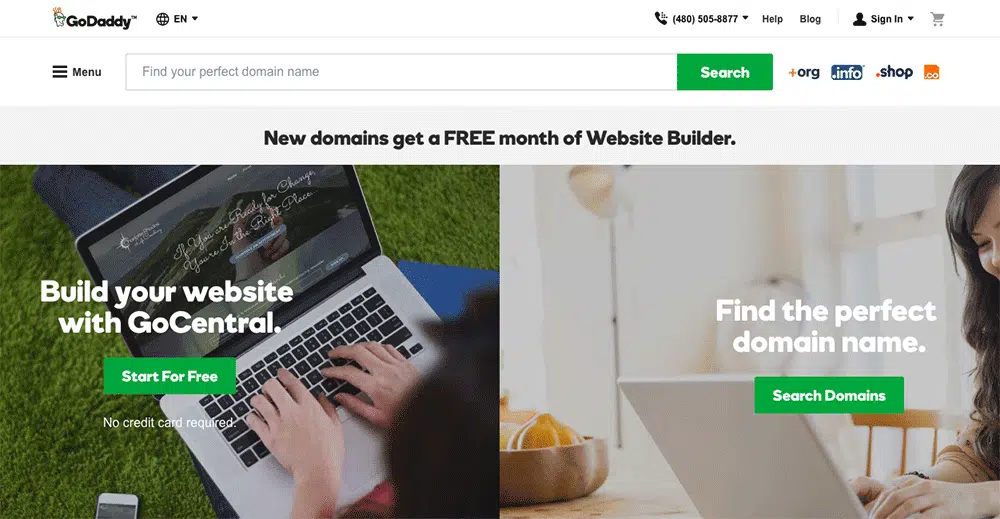 GoDaddy™
EN
(480) 505-8877
Help
Blog
Sign In
Menu
Find your perfect domain name
Search
+org
.info
.shop
.co
New domains get a FREE month of Website Builder.
If You are Ready for Change,
You're In the Right Place.
Build your website
with GoCentral.
Start For Free
No credit card required.
Find the perfect
domain name.
Search Domains